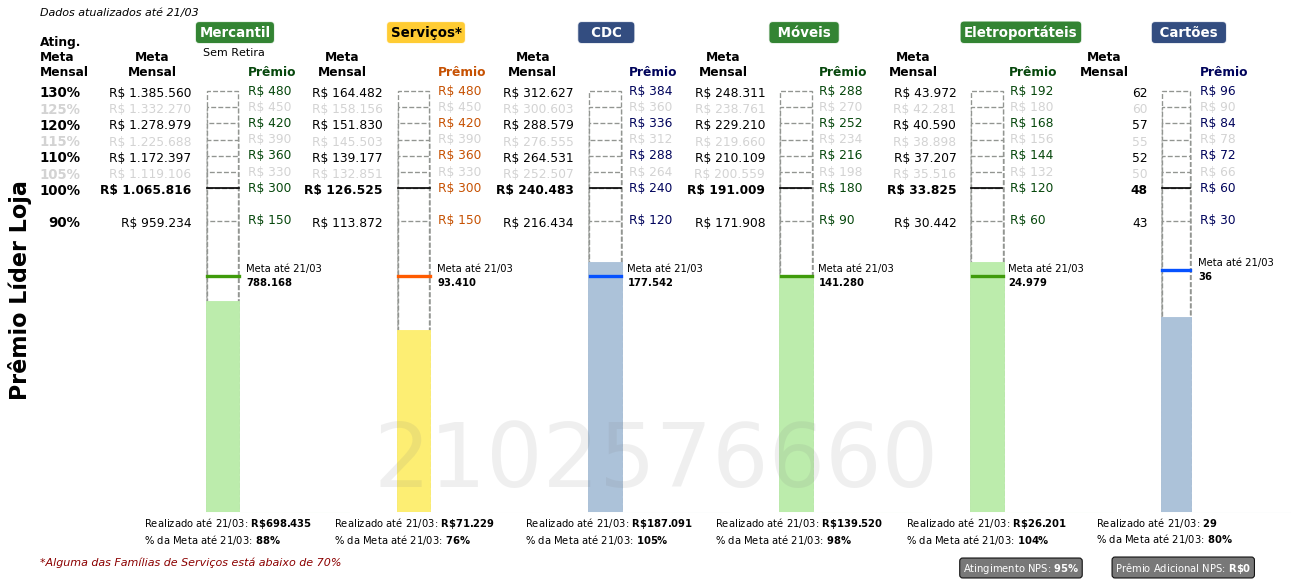 Dados atualizados até 21/03
Mercantil Serviços* CDC Móveis Eletroportáteis Cartões
Sem Retira
Ating. Meta Mensal
Meta Mensal Prêmio Meta Mensal Prêmio Meta Mensal Prêmio Meta Mensal Prêmio Meta Mensal Prêmio Meta Mensal Prêmio
130% R$ 1.385.560 R$ 480 R$ 164.482 R$ 480 R$ 312.627 R$ 384 R$ 248.311 R$ 288 R$ 43.972 R$ 192 62 R$ 96
125% R$ 1.332.270 R$ 450 R$ 158.156 R$ 450 R$ 300.603 R$ 360 R$ 238.761 R$ 270 R$ 42.281 R$ 180 60 R$ 90
120% R$ 1.278.979 R$ 420 R$ 151.830 R$ 420 R$ 288.579 R$ 336 R$ 229.210 R$ 252 R$ 40.590 R$ 168 57 R$ 84
115% R$ 1.225.688 R$ 390 R$ 145.503 R$ 390 R$ 276.555 R$ 312 R$ 219.660 R$ 234 R$ 38.898 R$ 156 55 R$ 78
110% R$ 1.172.397 R$ 360 R$ 139.177 R$ 360 R$ 264.531 R$ 288 R$ 210.109 R$ 216 R$ 37.207 R$ 144 52 R$ 72
105% R$ 1.119.106 R$ 330 R$ 132.851 R$ 330 R$ 252.507 R$ 264 R$ 200.559 R$ 198 R$ 35.516 R$ 132 50 R$ 66
100% R$ 1.065.816 R$ 300 R$ 126.525 R$ 300 R$ 240.483 R$ 240 R$ 191.009 R$ 180 R$ 33.825 R$ 120 48 R$ 60
90% R$ 959.234 R$ 150 R$ 113.872 R$ 150 R$ 216.434 R$ 120 R$ 171.908 R$ 90 R$ 30.442 R$ 60 43 R$ 30
Prêmio Líder Loja
Meta até 21/03 Meta até 21/03 Meta até 21/03 Meta até 21/03 Meta até 21/03 Meta até 21/03
788.168 93.410 177.542 141.280 24.979 36
2102576660
Realizado até 21/03: R$698.435 Realizado até 21/03: R$71.229 Realizado até 21/03: R$187.091 Realizado até 21/03: R$139.520 Realizado até 21/03: R$26.201 Realizado até 21/03: 29
% da Meta até 21/03: 88% % da Meta até 21/03: 76% % da Meta até 21/03: 105% % da Meta até 21/03: 98% % da Meta até 21/03: 104% % da Meta até 21/03: 80%
*Alguma das Famílias de Serviços está abaixo de 70%
Atingimento NPS: 95% Prêmio Adicional NPS: R$0